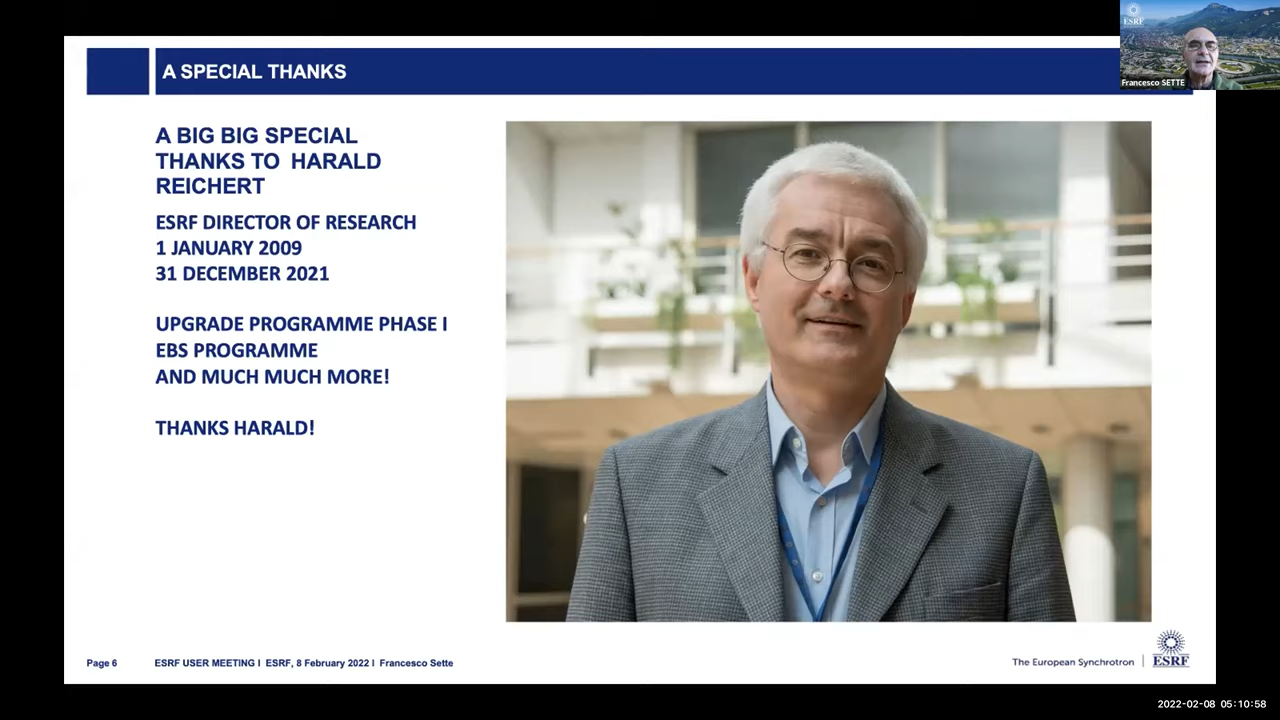 A SPECIAL THANKS
ESRF
Francesco SETTE
A BIG BIG SPECIAL
THANKS TO HARALD
REICHERT
ESRF DIRECTOR OF RESEARCH
1 JANUARY 2009
31 DECEMBER 2021
UPGRADE PROGRAMME PHASE I
EBS PROGRAMME
AND MUCH MUCH MORE!
THANKS HARALD!
Page 6
ESRF USER MEETING I ESRF, 8 February 2022 I Francesco Sette
The European Synchrotron
ESRF
2022-02-08 05:10:58